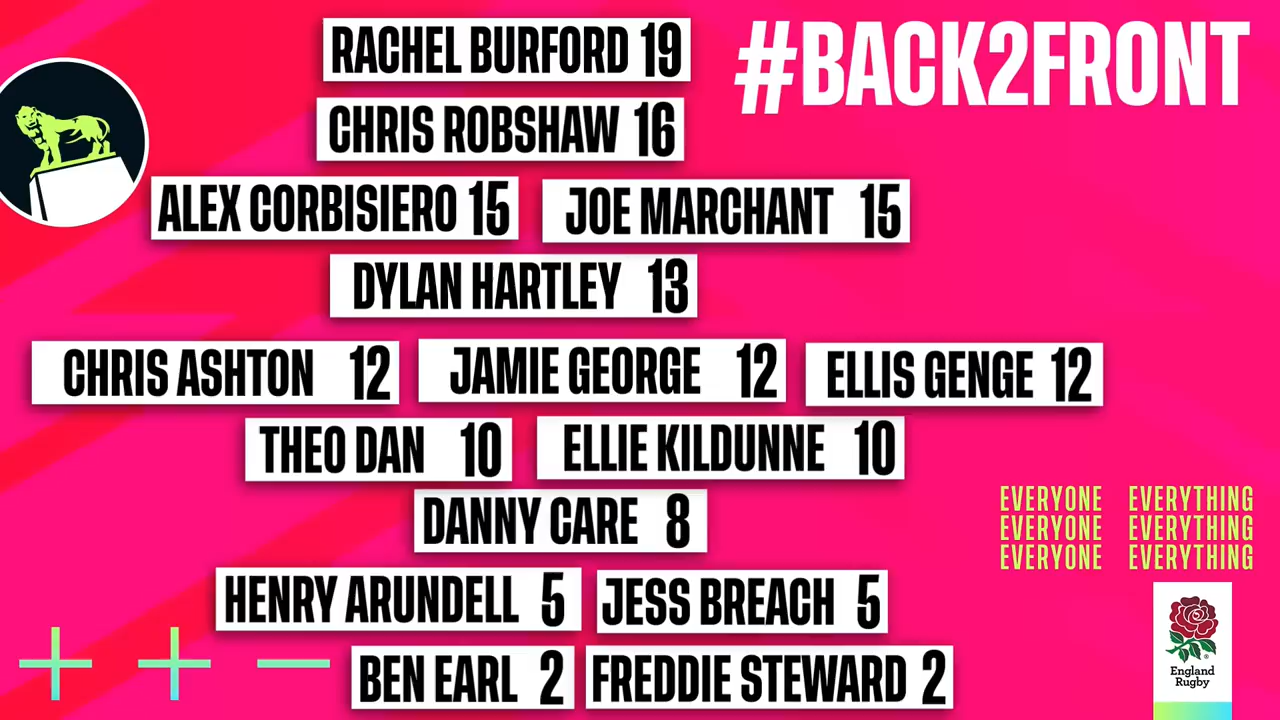 RACHEL BURFORD 19
#BACK2FRONT
CHRIS ROBSHAW 16
ALEX CORBISIERO 15
JOE MARCHANT 15
DYLAN HARTLEY 13
CHRIS ASHTON 12
JAMIE GEORGE 12
ELLIS GENGE 12
THEO DAN 10
ELLIE KILDUNNE 10
DANNY CARE 8
EVERYONE EVERYTHING
EVERYONE EVERYTHING
EVERYONE EVERYTHING
HENRY ARUNDELL 5
JESS BREACH 5
BEN EARL 2
FREDDIE STEWARD 2
England
Rugby